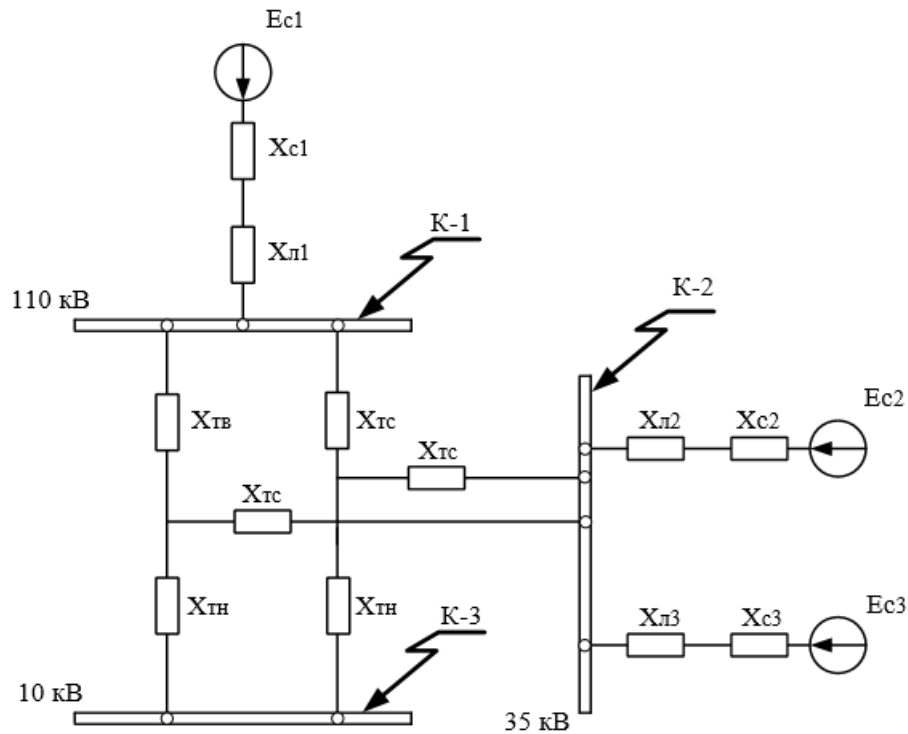 Ес1
Хс1
Хл1
К-1
110 кВ
К-2
Хтв
Хтс
Ес2
Хл2
Хс2
Хтс
Хтс
Хтн
Хтн
К-3
Ес3
Хл3
Хс3
10 кВ
35 кВ